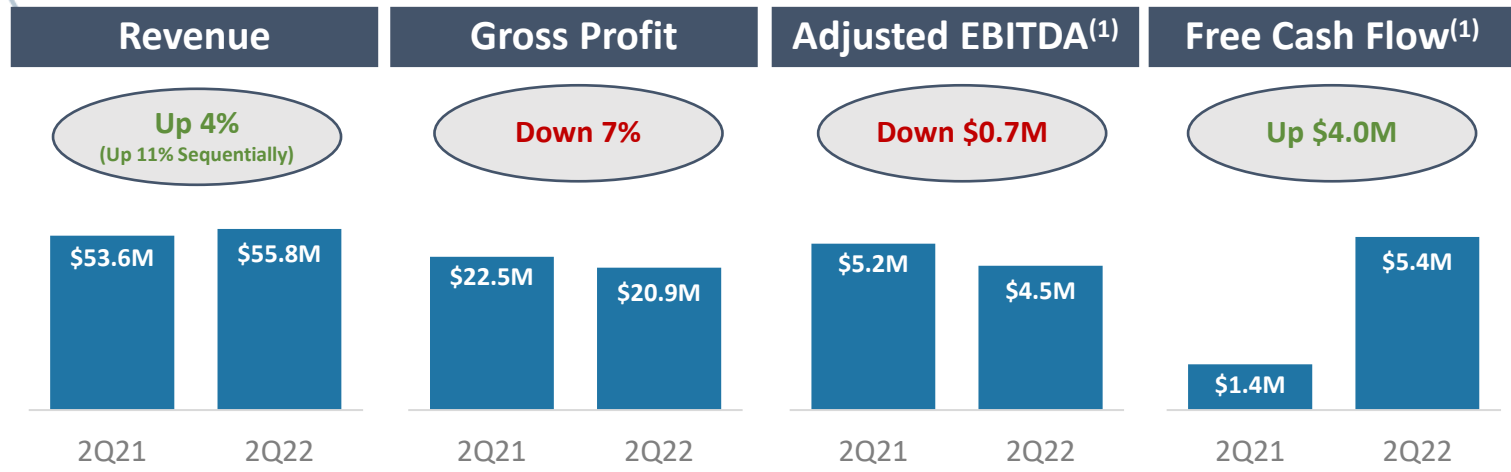 Revenue
Gross Profit
Adjusted EBITDA(1)
Free Cash Flow(1)
Up 4%
(Up 11% Sequentially)
Down 7%
Down $0.7M
Up $4.0M
$53.6M
$55.8M
$22.5M
$20.9M
$5.2M
$4.5M
$1.4M
$5.4M
2Q21
2Q22
2Q21
2Q22
2Q21
2Q22
2Q21
2Q22